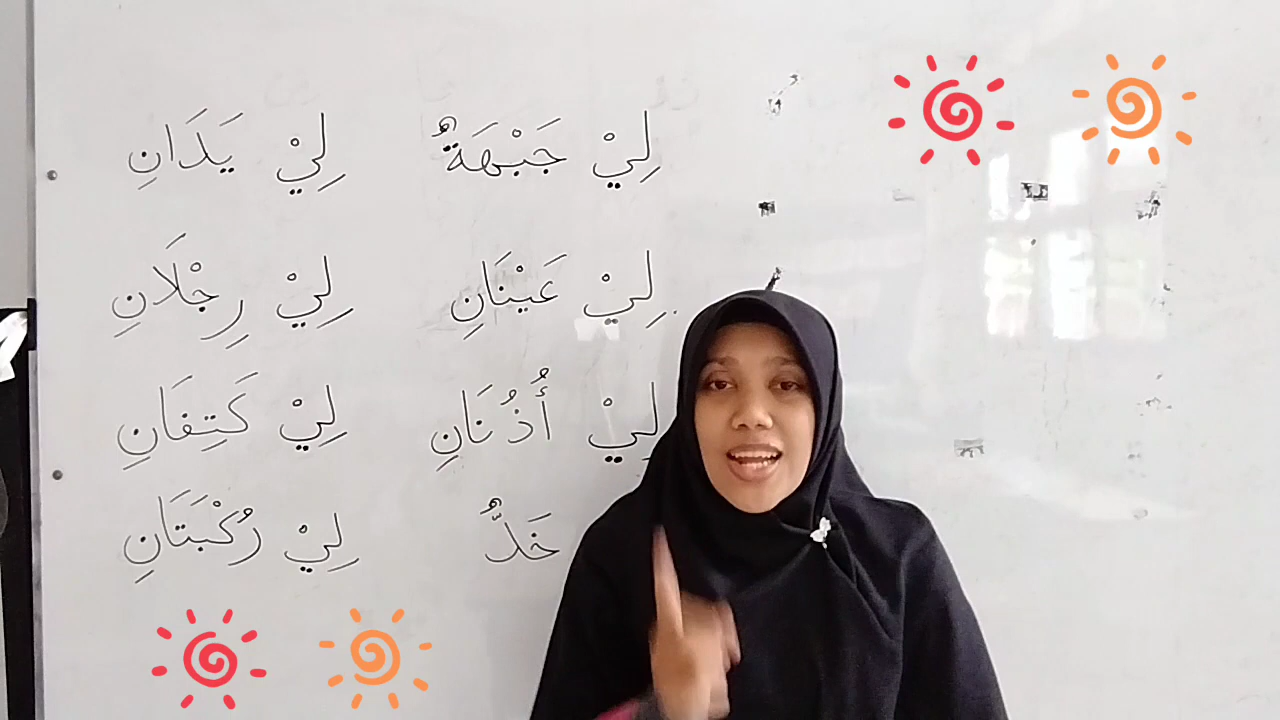 لِيْ جَبْهَةٌ لِيْ يَدَانِ
لِيْ عَيْنَانِ لِيْ رِجْلَانِ
لِيْ أُذُنَانِ لِيْ كَتِفَانِ
خَدٌّ لِيْ رُكْبَتَانِ